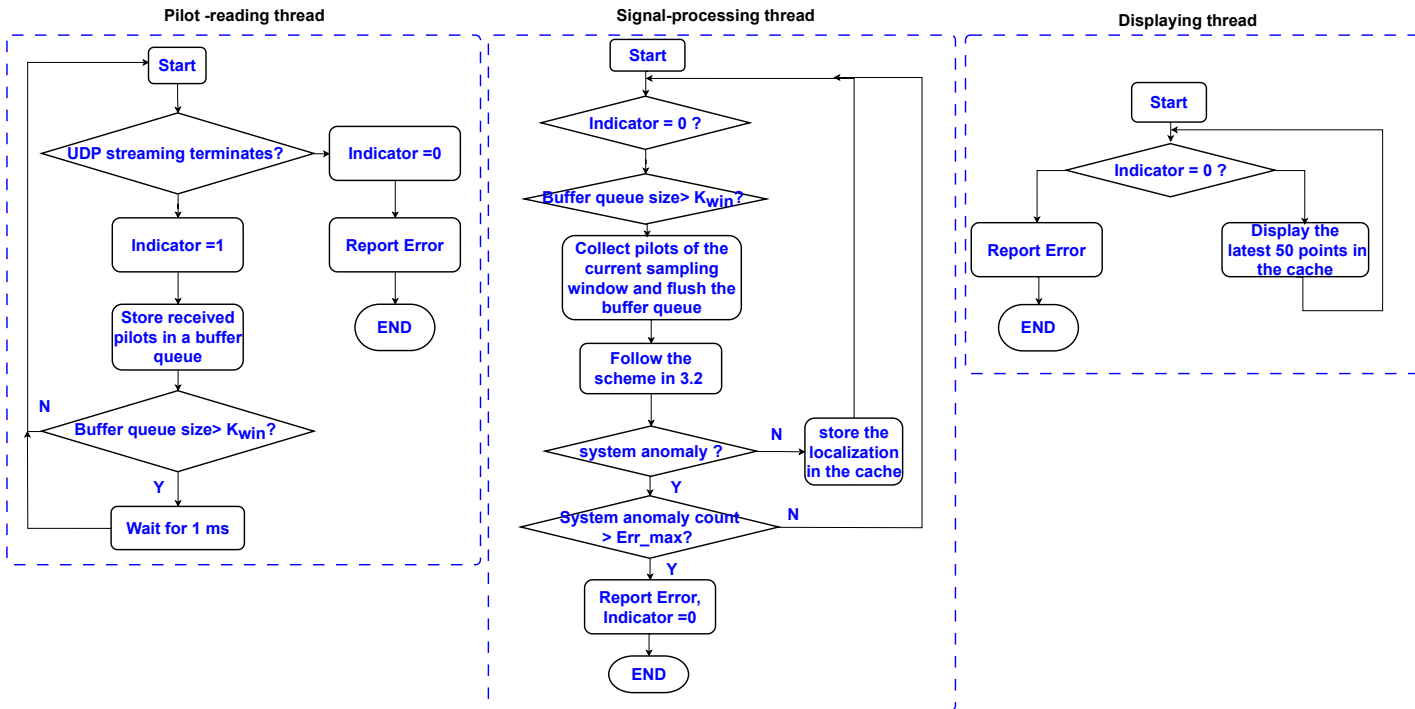 Pilot -reading thread
Start
UDP streaming terminates?
Indicator =0
Indicator =1
Report Error
Store received
pilots in a buffer
queue
END
N
Buffer queue size> Kwin?
Y
Wait for 1 ms
Signal-processing thread
Start
Indicator = 0 ?
Buffer queue size> Kwin?
Collect pilots of the
current sampling
window and flush the
buffer queue
Follow the
scheme in 3.2
system anomaly ?
N
store the
localization
in the cache
Y
System anomaly count
> Err_max?
N
Y
Report Error,
Indicator =0
END
Displaying thread
Start
Indicator = 0 ?
Report Error
Display the
latest 50 points in
the cache
END